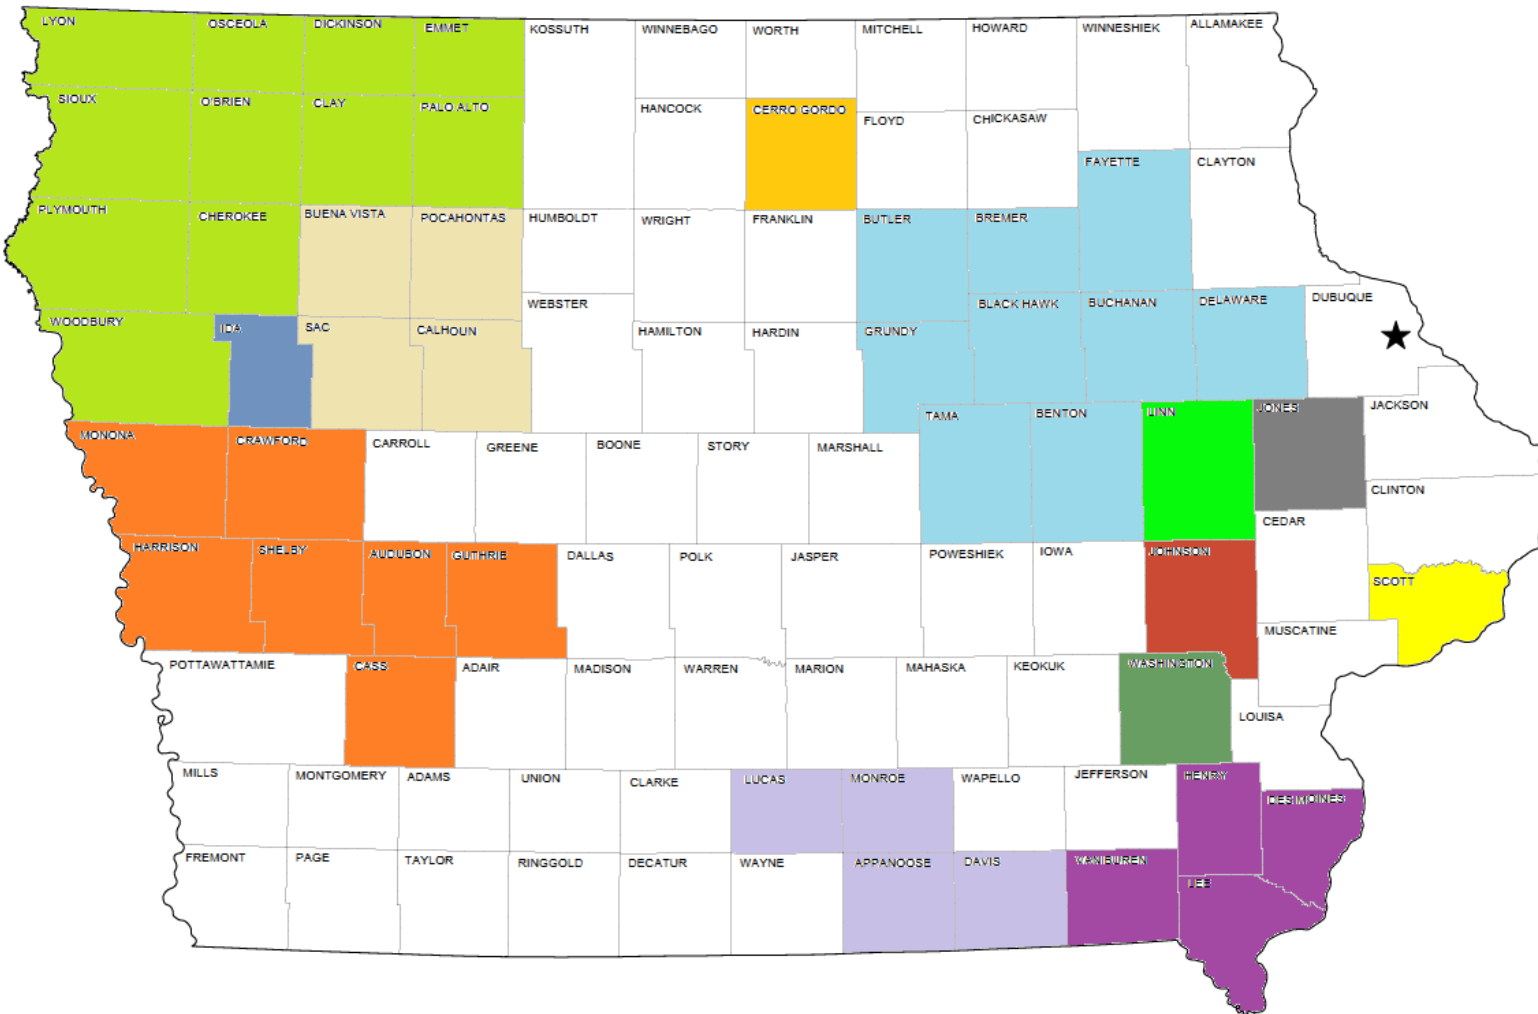 LYON OSCEOLA DICKINSON EMMET KOSSUTH WINNEBAGO WORTH MITCHELL HOWARD WINNESHIEK ALLAMAKEE
SIOUX O'BRIEN CLAY PALO ALTO HANCOCK CERRO GORDO FLOYD CHICKASAW FAYETTE CLAYTON
PLYMOUTH CHEROKEE BUENA VISTA POCAHONTAS HUMBOLDT WRIGHT FRANKLIN BUTLER BREMER
WEBSTER BLACK HAWK BUCHANAN DELAWARE DUBUQUE
WOODBURY IDA SAC CALHOUN HAMILTON HARDIN GRUNDY
TAMA BENTON LINN JONES JACKSON
MONONA CRAWFORD CARROLL GREENE BOONE STORY MARSHALL
CLINTON
CEDAR
HARRISON SHELBY AUDUBON GUTHRIE DALLAS POLK JASPER POWESHIEK IOWA JOHNSON
SCOTT
MUSCATINE
POTTAWATTAMIE CASS ADAIR MADISON WARREN MARION MAHASKA KEOKUK WASHINGTON
LOUISA
MILLS MONTGOMERY ADAMS UNION CLARKE LUCAS MONROE WAPELLO JEFFERSON HENRY
DES MOINES
FREMONT PAGE TAYLOR RINGGOLD DECATUR WAYNE APPANOOSE DAVIS VAN BUREN
LEE